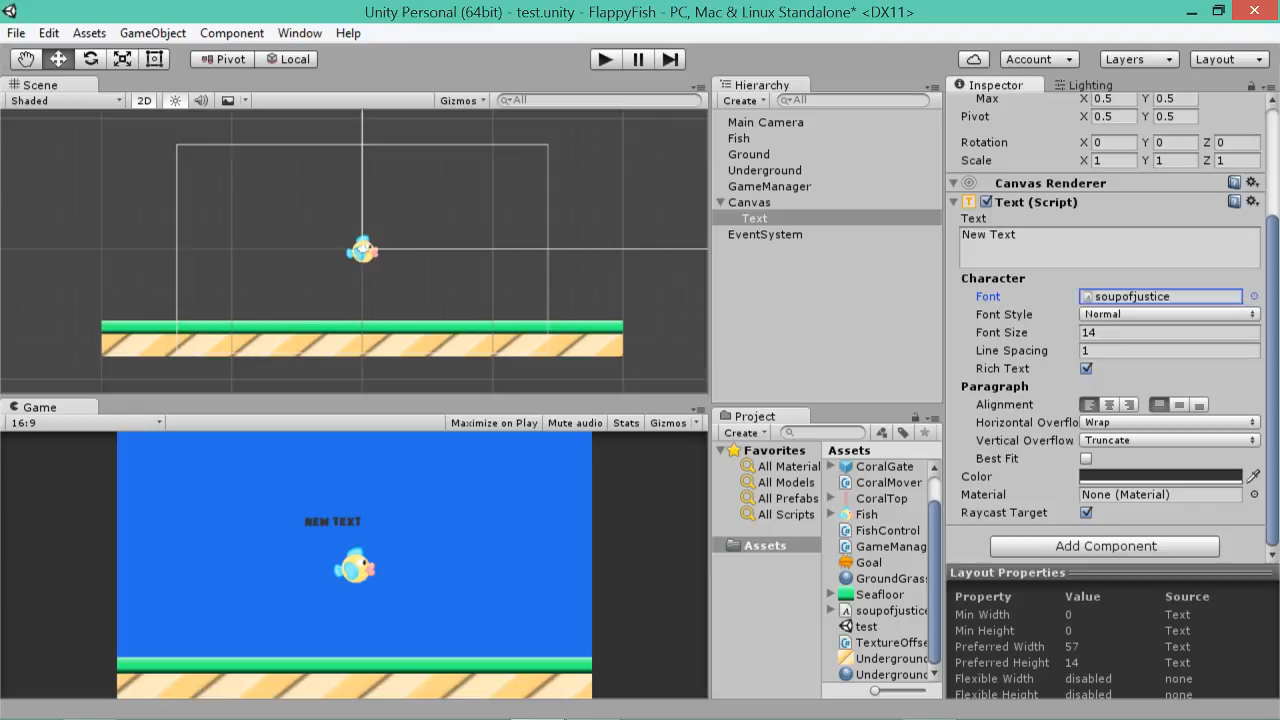 Unity Personal (64bit) - test.unity - FlappyFish - PC, Mac & Linux Standalone* <DX11>
File Edit Assets GameObject Component Window Help
Pivot Local Account Layers Layout
Scene
Shaded 2D Gizmos All
Hierarchy
Create All
Main Camera
Fish
Ground
Underground
GameManager
Canvas
Text
EventSystem
Inspector Lighting
Max X 0.5 Y 0.5
Pivot X 0.5 Y 0.5
Rotation X 0 Y 0 Z 0
Scale X 1 Y 1 Z 1
Canvas Renderer
Text (Script)
Text
New Text
Character
Font soupofjustice
Font Style Normal
Font Size 14
Line Spacing 1
Rich Text
Paragraph
Alignment
Horizontal Overflo Wrap
Vertical Overflow Truncate
Best Fit
Color
Material None (Material)
Raycast Target
Add Component
Layout Properties
Property Value Source
Min Width 0 Text
Min Height 0 Text
Preferred Width 57 Text
Preferred Height 14 Text
Flexible Width disabled none
Flexible Height disabled none
Game
16:9 Maximize on Play Mute audio Stats Gizmos
NEW TEXT
Project
Create
Favorites
All Material
All Models
All Prefabs
All Scripts
Assets
Assets
CoralGate
CoralMover
CoralTop
Fish
FishControl
GameManag
Goal
GroundGras
Seafloor
soupofjustice
test
TextureOffse
Underground
Underground